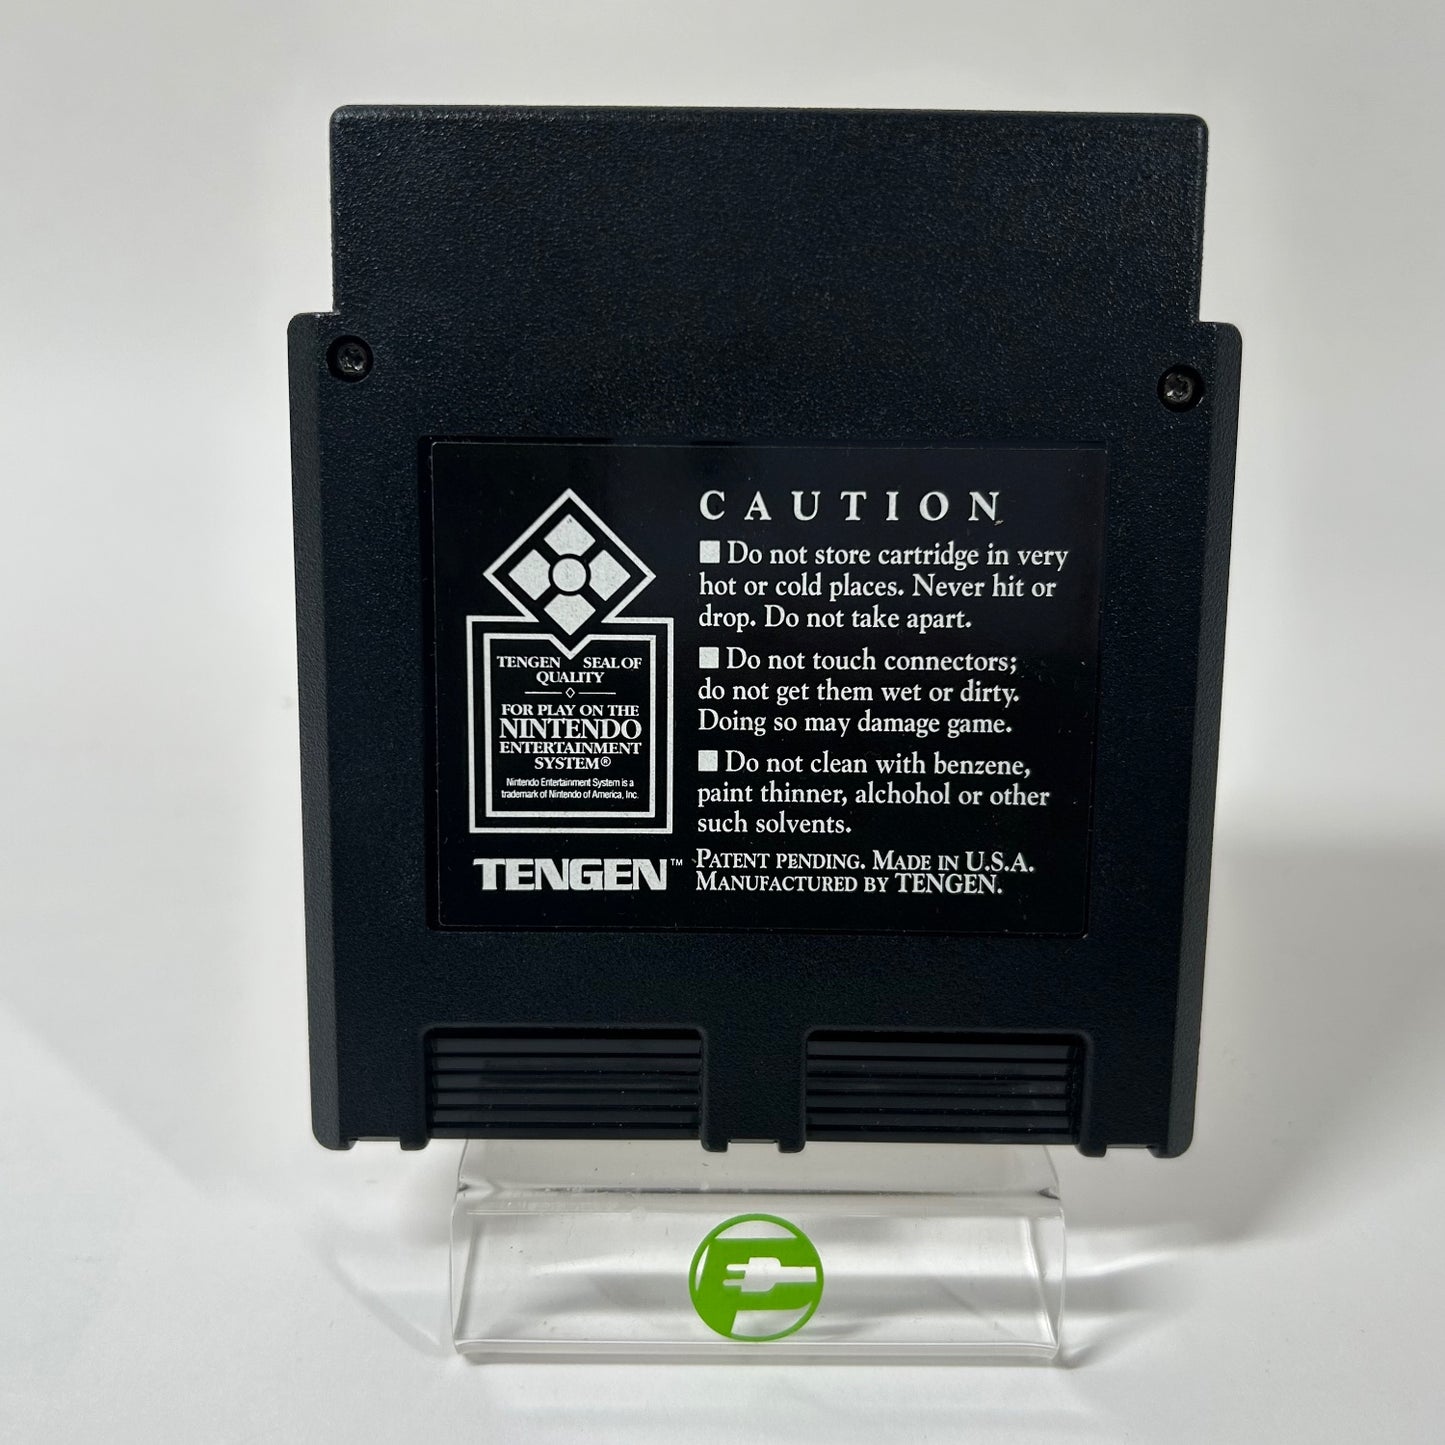 CAUTION
■ Do not store cartridge in very
hot or cold places. Never hit or
drop. Do not take apart.
■ Do not touch connectors;
do not get them wet or dirty.
Doing so may damage game.
■ Do not clean with benzene,
paint thinner, alchohol or other
such solvents.
PATENT PENDING. MADE IN U.S.A.
MANUFACTURED BY TENGEN.
TENGEN SEAL OF
QUALITY
FOR PLAY ON THE
NINTENDO
ENTERTAINMENT
SYSTEM®
Nintendo Entertainment System is a
trademark of Nintendo of America, Inc.
TENGEN™